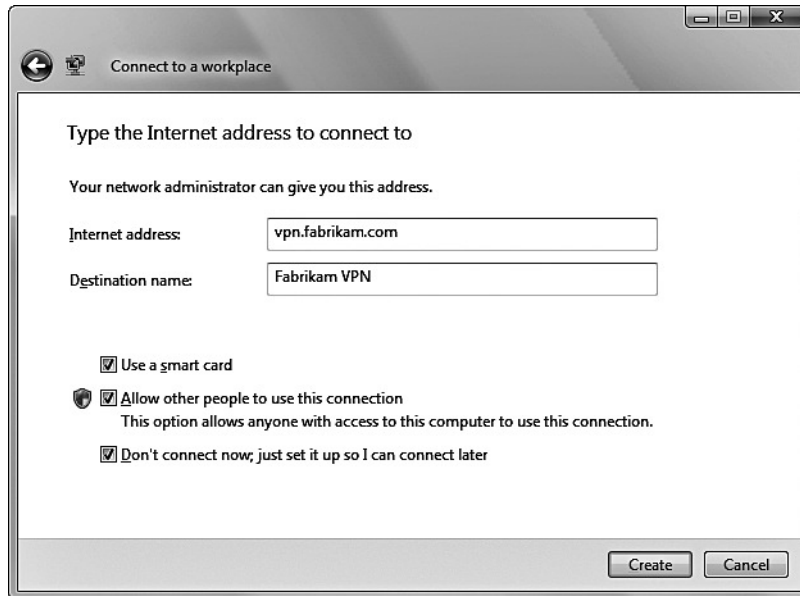 Connect to a workplace
Type the Internet address to connect to
Your network administrator can give you this address.
Internet address:
vpn.fabrikam.com
Destination name:
Fabrikam VPN
Use a smart card
Allow other people to use this connection
This option allows anyone with access to this computer to use this connection.
Don't connect now; just set it up so I can connect later
Create
Cancel